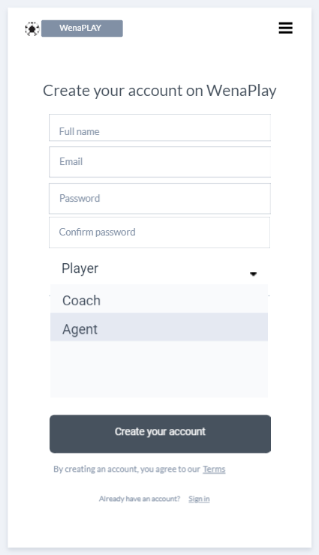 WenaPLAY
Create your account on WenaPlay
Full name
Email
Password
Confirm password
Player
Coach
Agent
Create your account
By creating an account, you agree to our Terms
Already have an account? Sign in